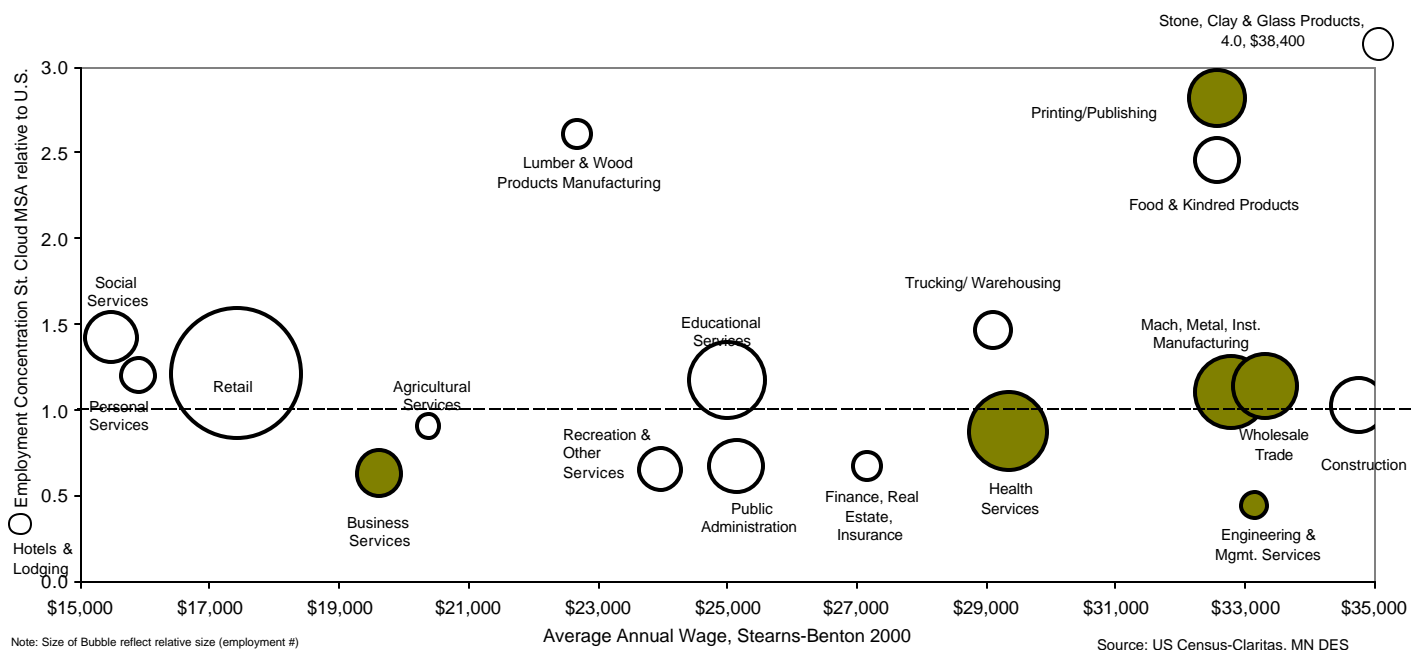 Stone, Clay & Glass Products,
4.0, $38,400
Employment Concentration St. Cloud MSA relative to U.S.
3.0
2.5
2.0
1.5
1.0
0.5
0.0
Printing/Publishing
Lumber & Wood
Products Manufacturing
Food & Kindred Products
Social
Services
Trucking/ Warehousing
Educational
Services
Mach, Metal, Inst.
Manufacturing
Retail
Agricultural
Services
Personal
Services
Recreation &
Other
Services
Wholesale
Trade
Construction
Health
Services
Finance, Real
Estate,
Insurance
Public
Administration
Business
Services
Engineering &
Mgmt. Services
Hotels &
Lodging
$15,000
$17,000
$19,000
$21,000
$23,000
$25,000
$27,000
$29,000
$31,000
$33,000
$35,000
Average Annual Wage, Stearns-Benton 2000
Note: Size of Bubble reflect relative size (employment #)
Source: US Census-Claritas, MN DES